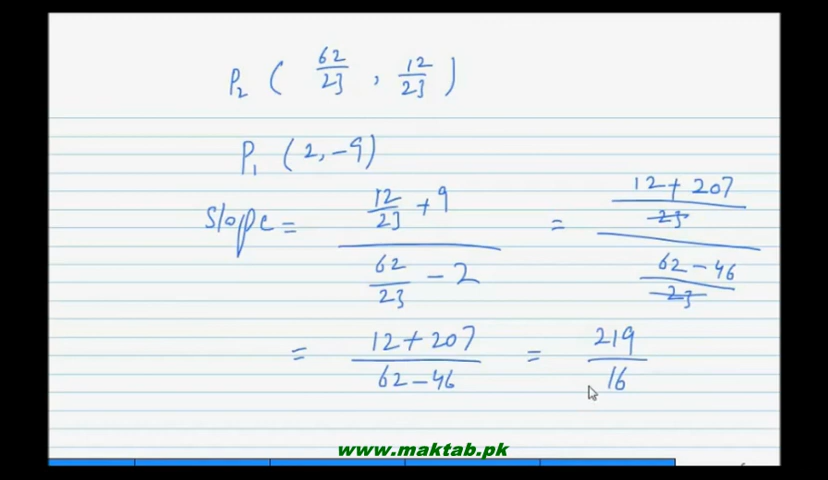 P₂ ( 62/23 , 12/23 )
P₁ (2, -9)
Slope = (12/23 + 9)/(62/23 - 2) = ((12 + 207)/23)/((62 - 46)/23)
= (12 + 207)/(62 - 46) = 219/16
www.maktab.pk